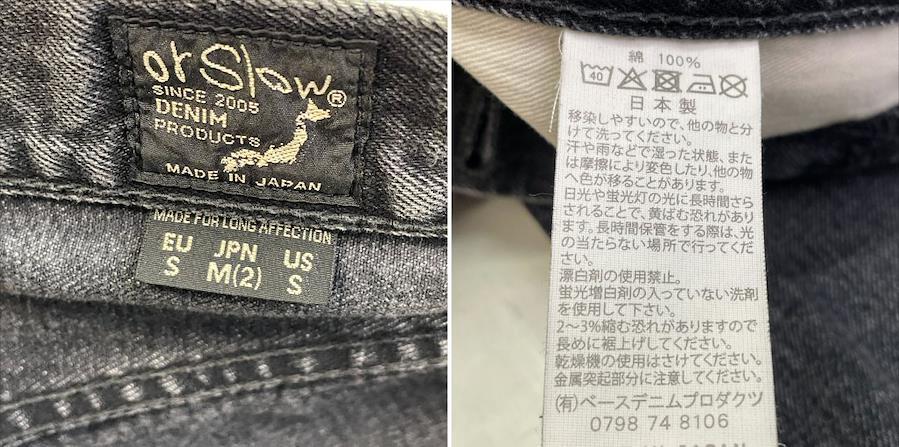 orSlow®
SINCE 2005
DENIM
PRODUCTS
MADE IN JAPAN
MADE FOR LONG AFFECTION
EU JPN US
S M(2) S
綿 100%
40
日本製
移染しやすいので、他の物と分
けて洗ってください。
汗や雨などで湿った状態、また
は摩擦により変色したり、他の物
へ色が移ることがあります。
日光や蛍光灯の光に長時間さら
されることで、黄ばむ恐れがあり
ます。長時間保管をする際は、光
の当たらない場所で行ってくだ
さい。
漂白剤の使用禁止。
蛍光増白剤の入っていない洗剤
を使用して下さい。
2〜3%縮む恐れがありますので
長めに裾上げしてください。
乾燥機の使用はさけてください。
金属突起部分に注意してください。
(有)ベースデニムプロダクツ
0798 74 8106